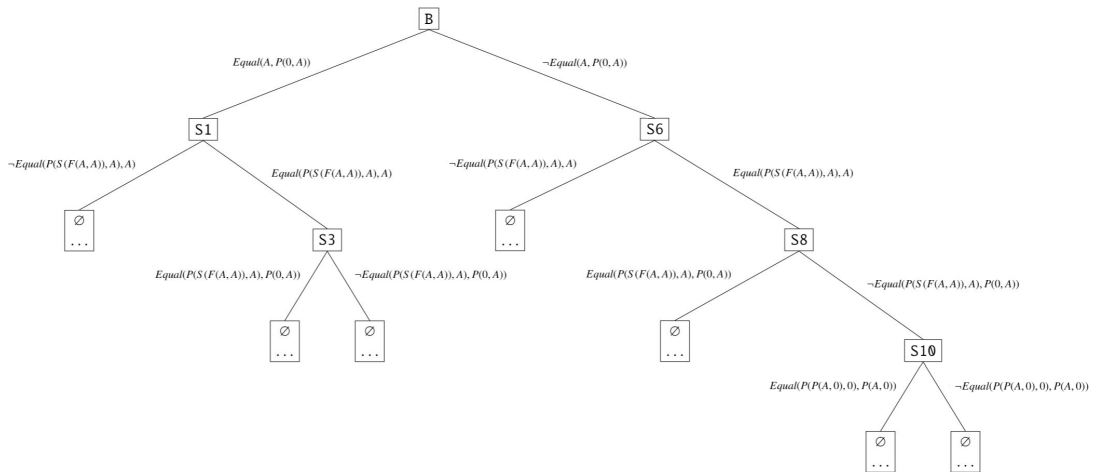 B
Equal(A, P(0, A))
¬Equal(A, P(0, A))
S1
S6
¬Equal(P(S(F(A, A)), A), A)
Equal(P(S(F(A, A)), A), A)
¬Equal(P(S(F(A, A)), A), A)
Equal(P(S(F(A, A)), A), A)
∅
...
S3
∅
...
S8
Equal(P(S(F(A, A)), A), P(0, A))
¬Equal(P(S(F(A, A)), A), P(0, A))
Equal(P(S(F(A, A)), A), P(0, A))
¬Equal(P(S(F(A, A)), A), P(0, A))
∅
...
∅
...
∅
...
S10
Equal(P(P(A, 0), 0), P(A, 0))
¬Equal(P(P(A, 0), 0), P(A, 0))
∅
...
∅
...